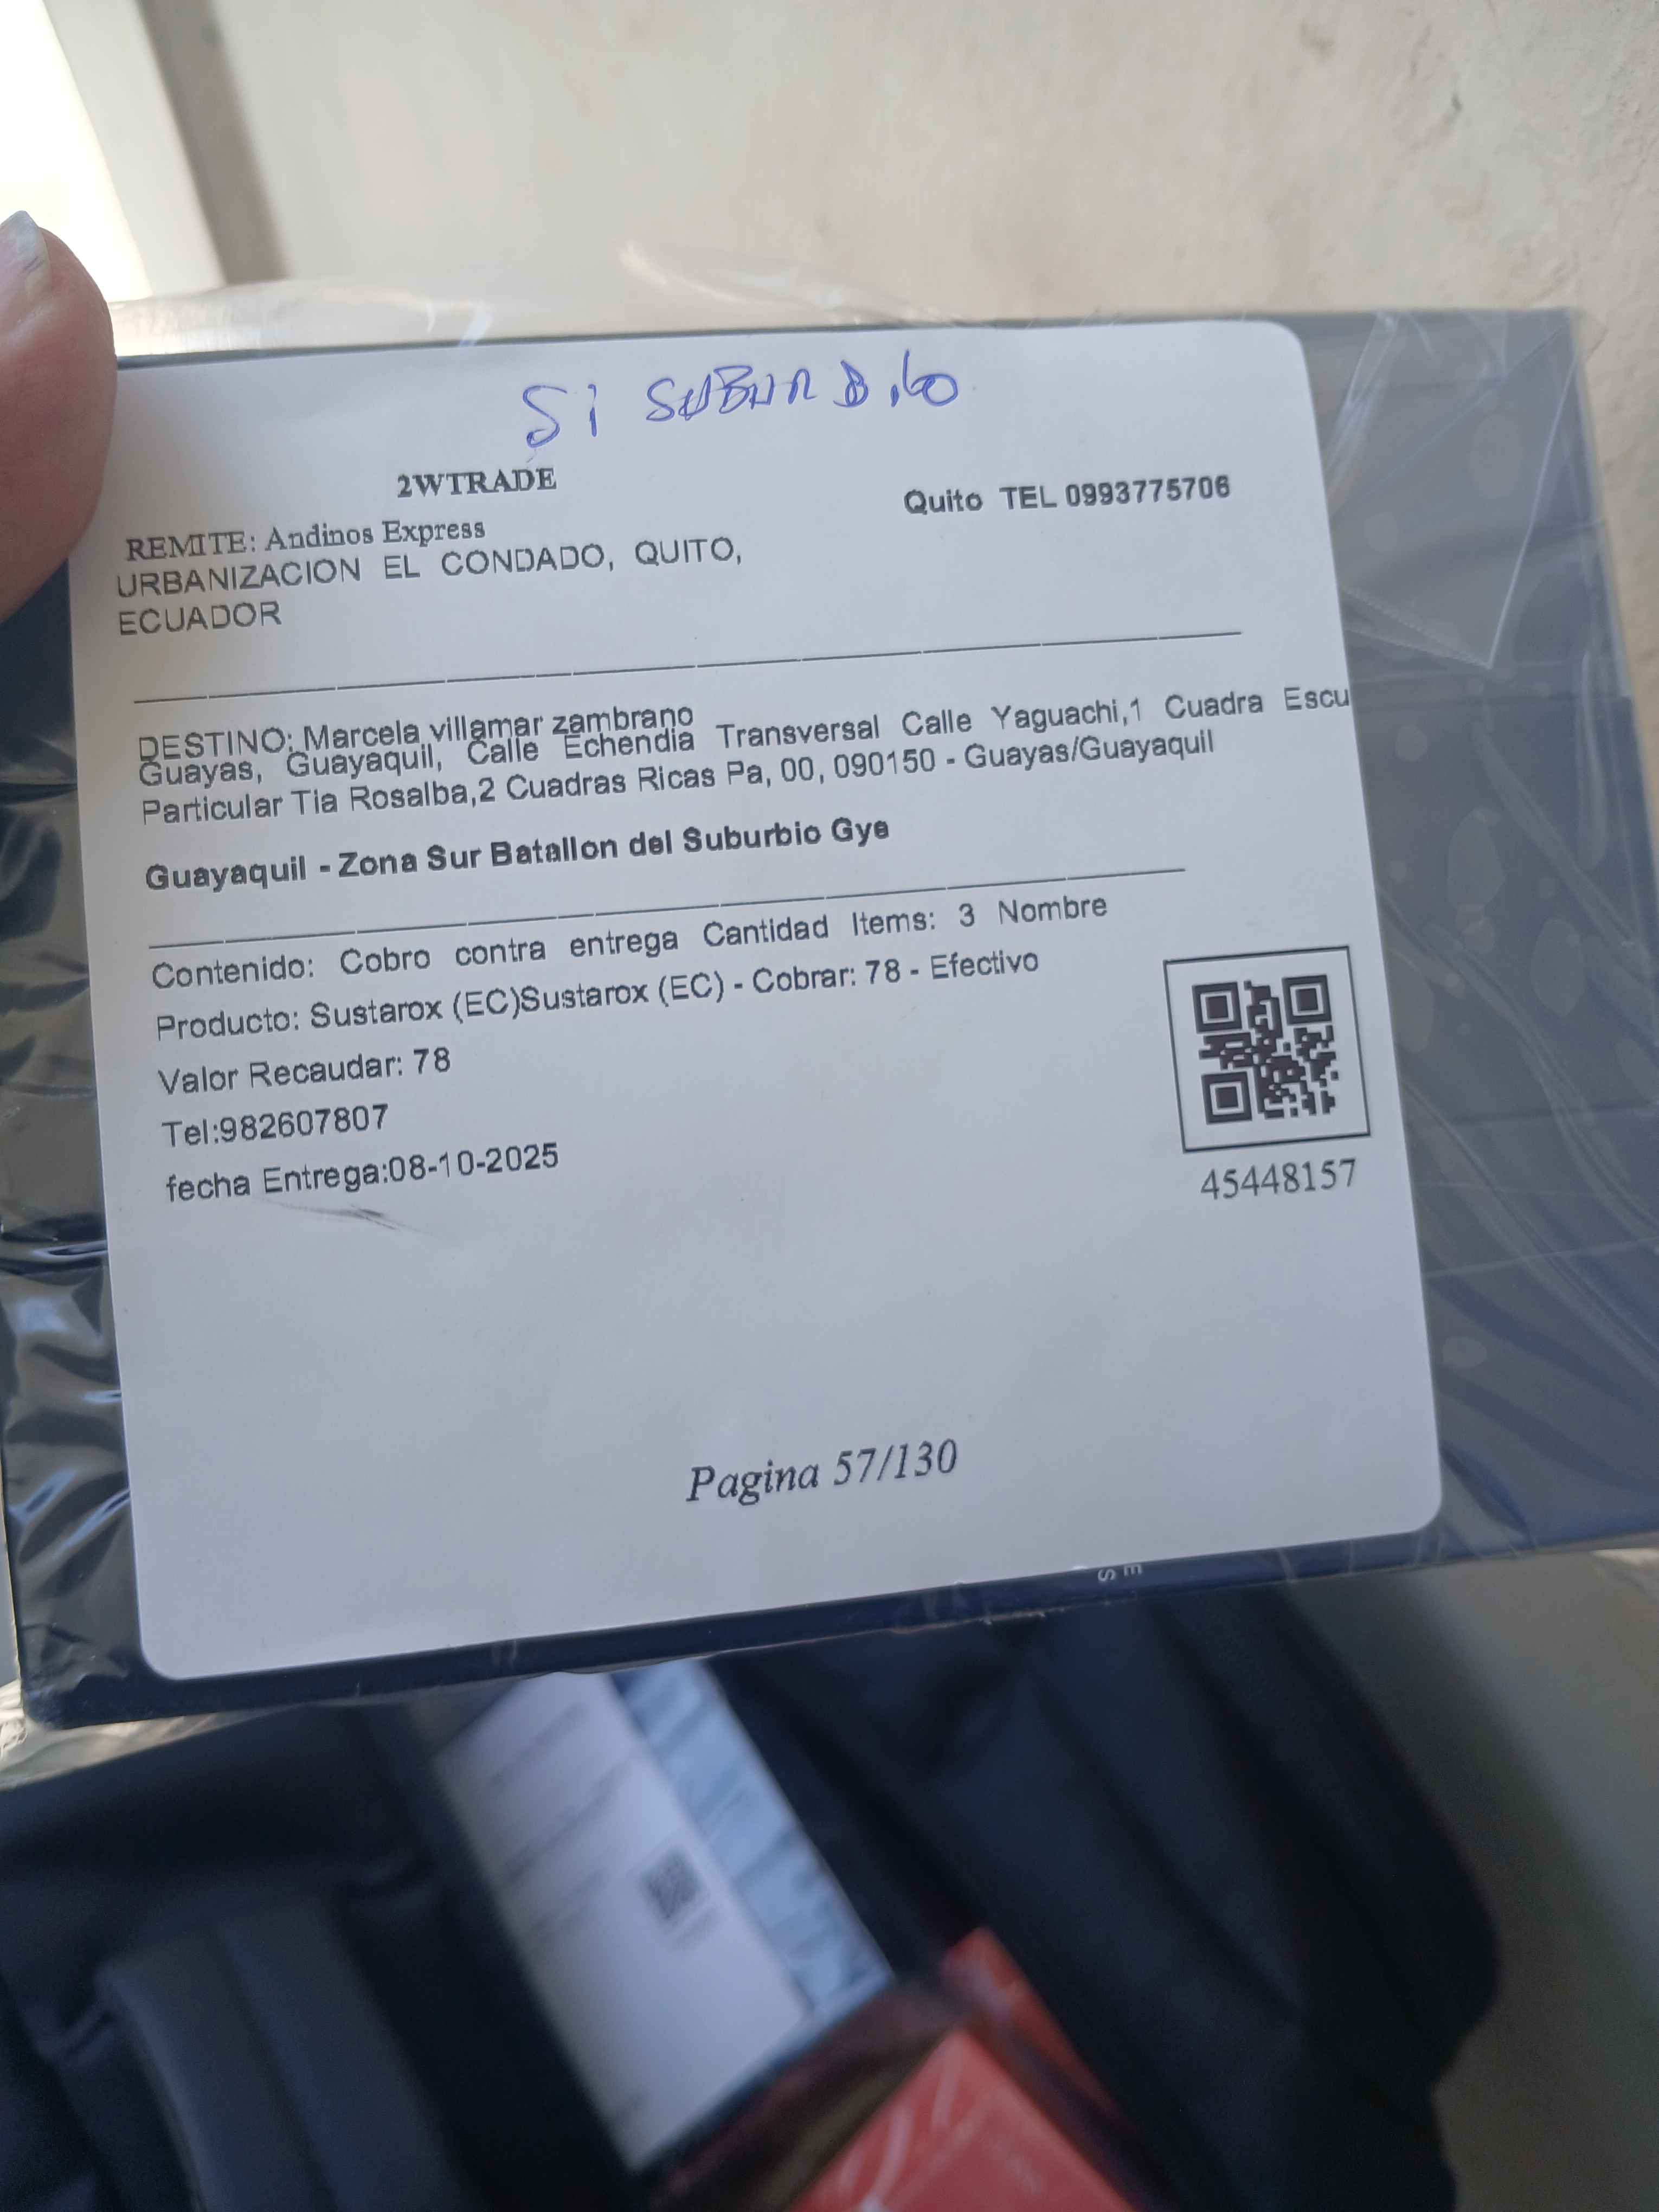 Si SUBURBio
2WTRADE
Quito TEL 0993775706
REMITE: Andinos Express
URBANIZACION EL CONDADO, QUITO,
ECUADOR
DESTINO: Marcela villamar zambrano
Guayas, Guayaquil, Calle Echendia Transversal Calle Yaguachi,1 Cuadra Escu
Particular Tia Rosalba,2 Cuadras Ricas Pa, 00, 090150 - Guayas/Guayaquil
Guayaquil - Zona Sur Batallon del Suburbio Gye
Contenido: Cobro contra entrega Cantidad Items: 3 Nombre
Producto: Sustarox (EC)Sustarox (EC) - Cobrar: 78 - Efectivo
Valor Recaudar: 78
Tel:982607807
fecha Entrega:08-10-2025
45448157
Pagina 57/130